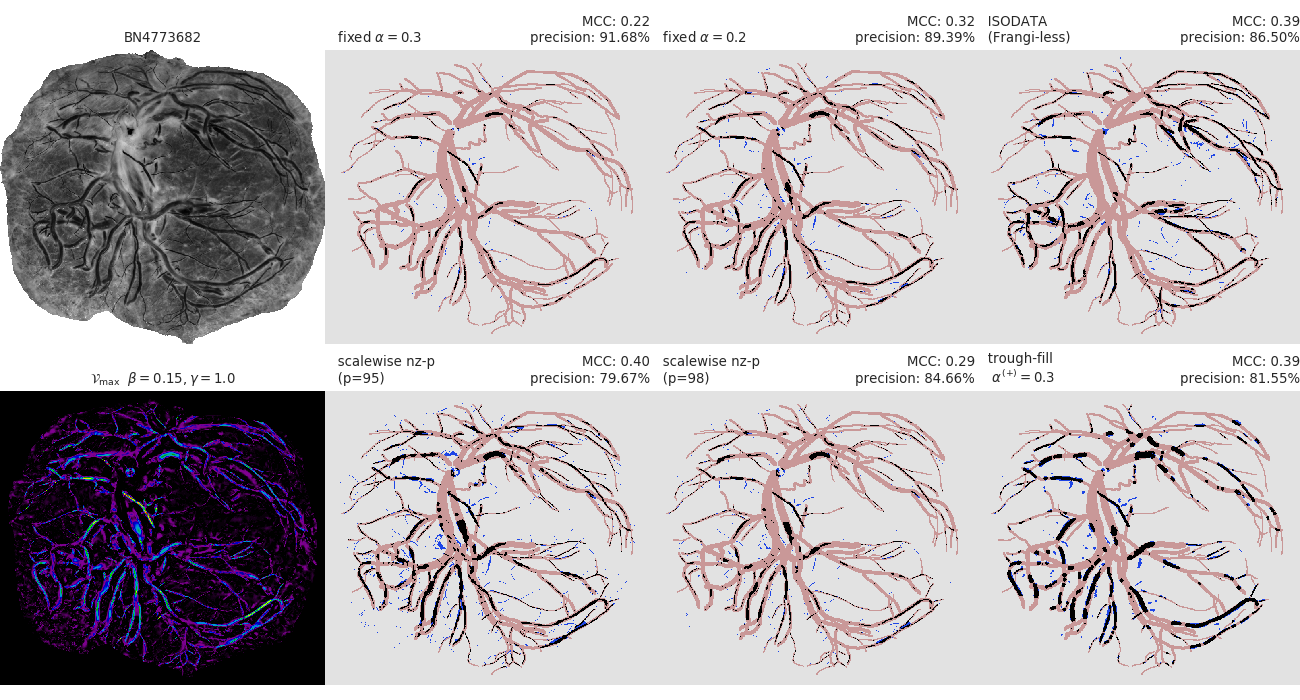 BN4773682
fixed α = 0.3
MCC: 0.22
precision: 91.68%
fixed α = 0.2
MCC: 0.32
precision: 89.39%
ISODATA
(Frangi-less)
MCC: 0.39
precision: 86.50%
𝒱max β = 0.15, γ = 1.0
scalewise nz-p
(p=95)
MCC: 0.40
precision: 79.67%
scalewise nz-p
(p=98)
MCC: 0.29
precision: 84.66%
trough-fill
α(+) = 0.3
MCC: 0.39
precision: 81.55%